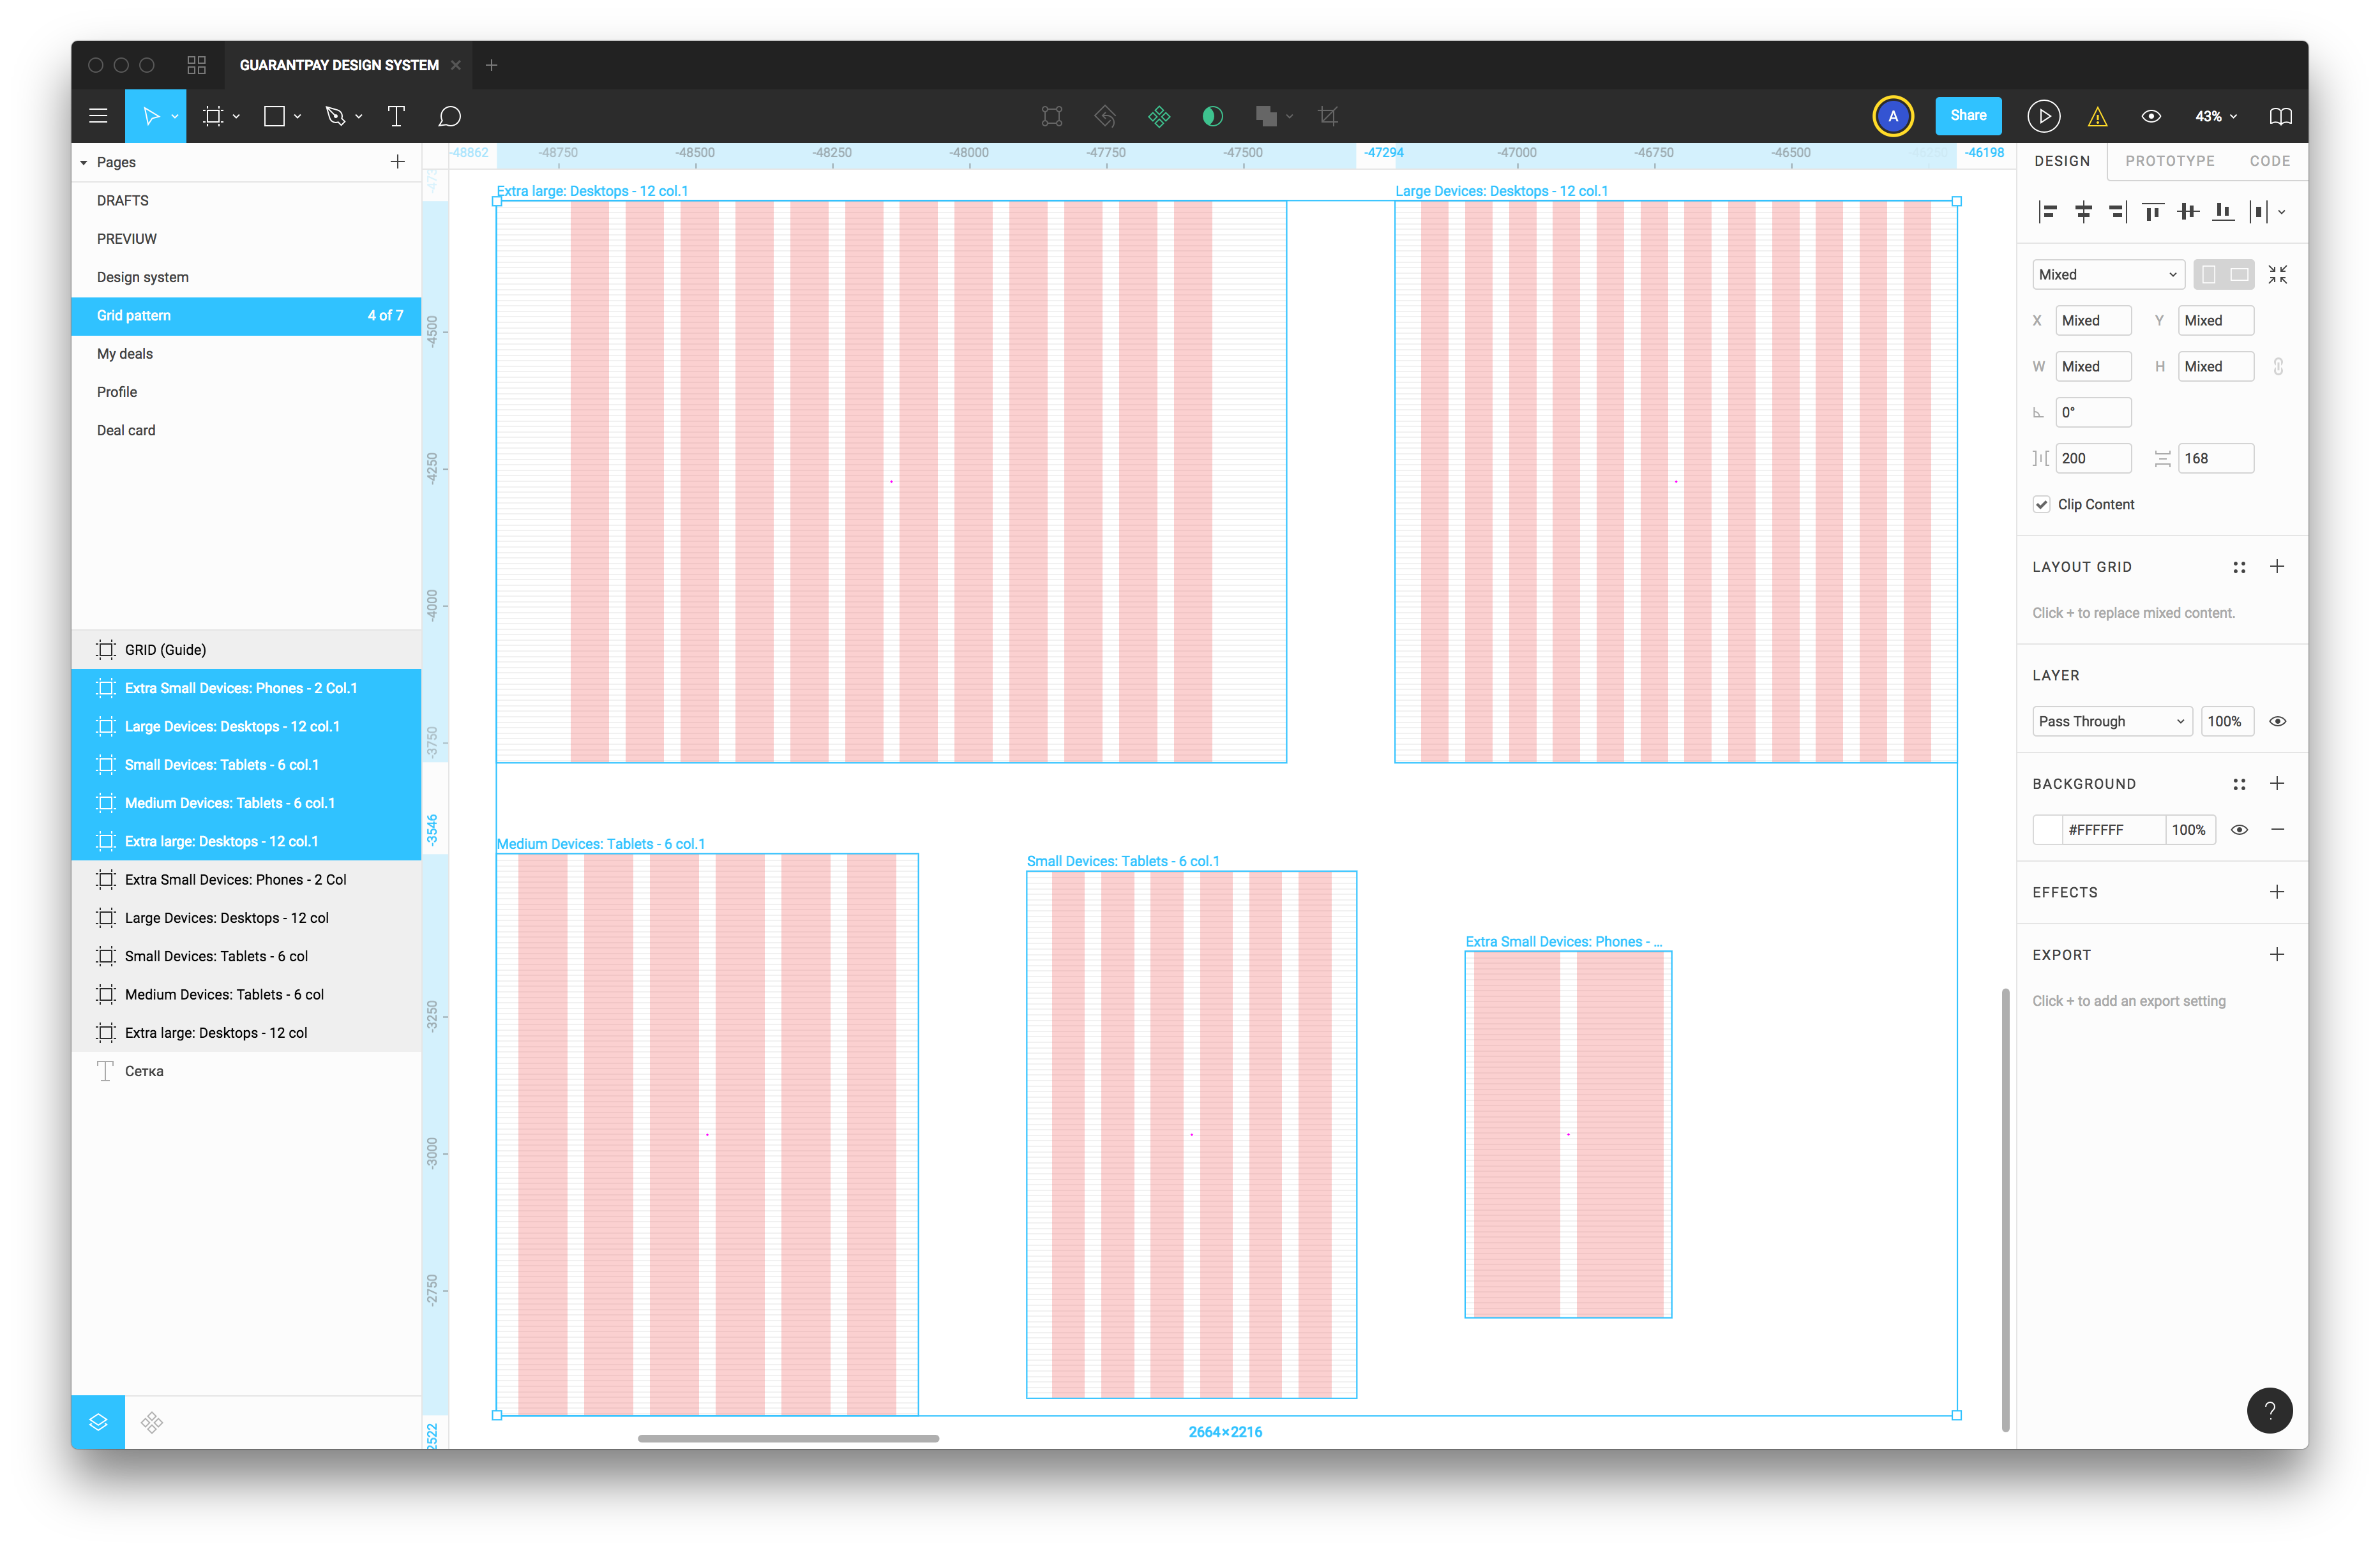 GUARANTPAY DESIGN SYSTEM
A
Share
43%
Pages
DRAFTS
PREVIUW
Design system
Grid pattern 4 of 7
My deals
Profile
Deal card
GRID (Guide)
Extra Small Devices: Phones - 2 Col.1
Large Devices: Desktops - 12 col.1
Small Devices: Tablets - 6 col.1
Medium Devices: Tablets - 6 col.1
Extra large: Desktops - 12 col.1
Extra Small Devices: Phones - 2 Col
Large Devices: Desktops - 12 col
Small Devices: Tablets - 6 col
Medium Devices: Tablets - 6 col
Extra large: Desktops - 12 col
Сетка
-48862 -48750 -48500 -48250 -48000 -47750 -47500 -47294 -47000 -46750 -46500 -46198
-4500
-4250
-4000
-3750
-3546
-3250
-3000
-2750
Extra large: Desktops - 12 col.1
Large Devices: Desktops - 12 col.1
Medium Devices: Tablets - 6 col.1
Small Devices: Tablets - 6 col.1
Extra Small Devices: Phones - ...
2664×2216
DESIGN PROTOTYPE CODE
Mixed
X Mixed Y Mixed
W Mixed H Mixed
0°
200 168
Clip Content
LAYOUT GRID
Click + to replace mixed content.
LAYER
Pass Through 100%
BACKGROUND
#FFFFFF 100%
EFFECTS
EXPORT
Click + to add an export setting
?